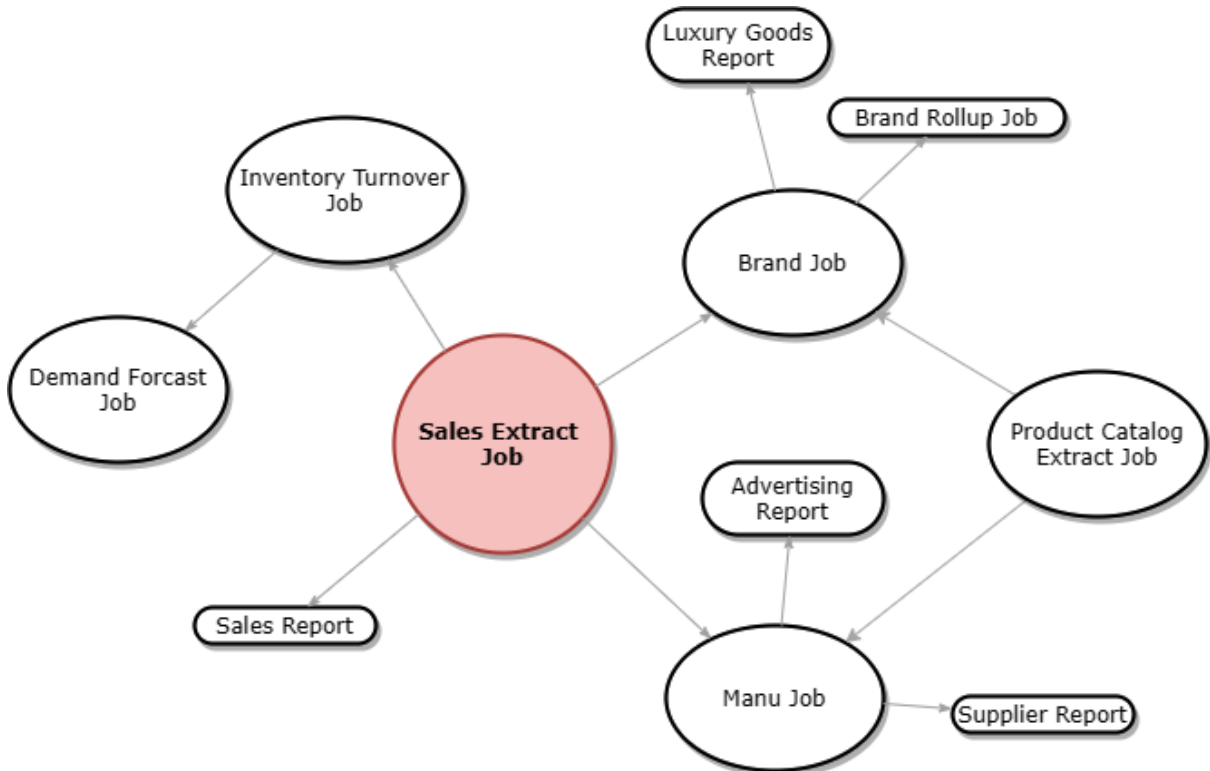 Luxury Goods
Report
Brand Rollup Job
Inventory Turnover
Job
Brand Job
Demand Forcast
Job
Sales Extract
Job
Product Catalog
Extract Job
Advertising
Report
Sales Report
Manu Job
Supplier Report